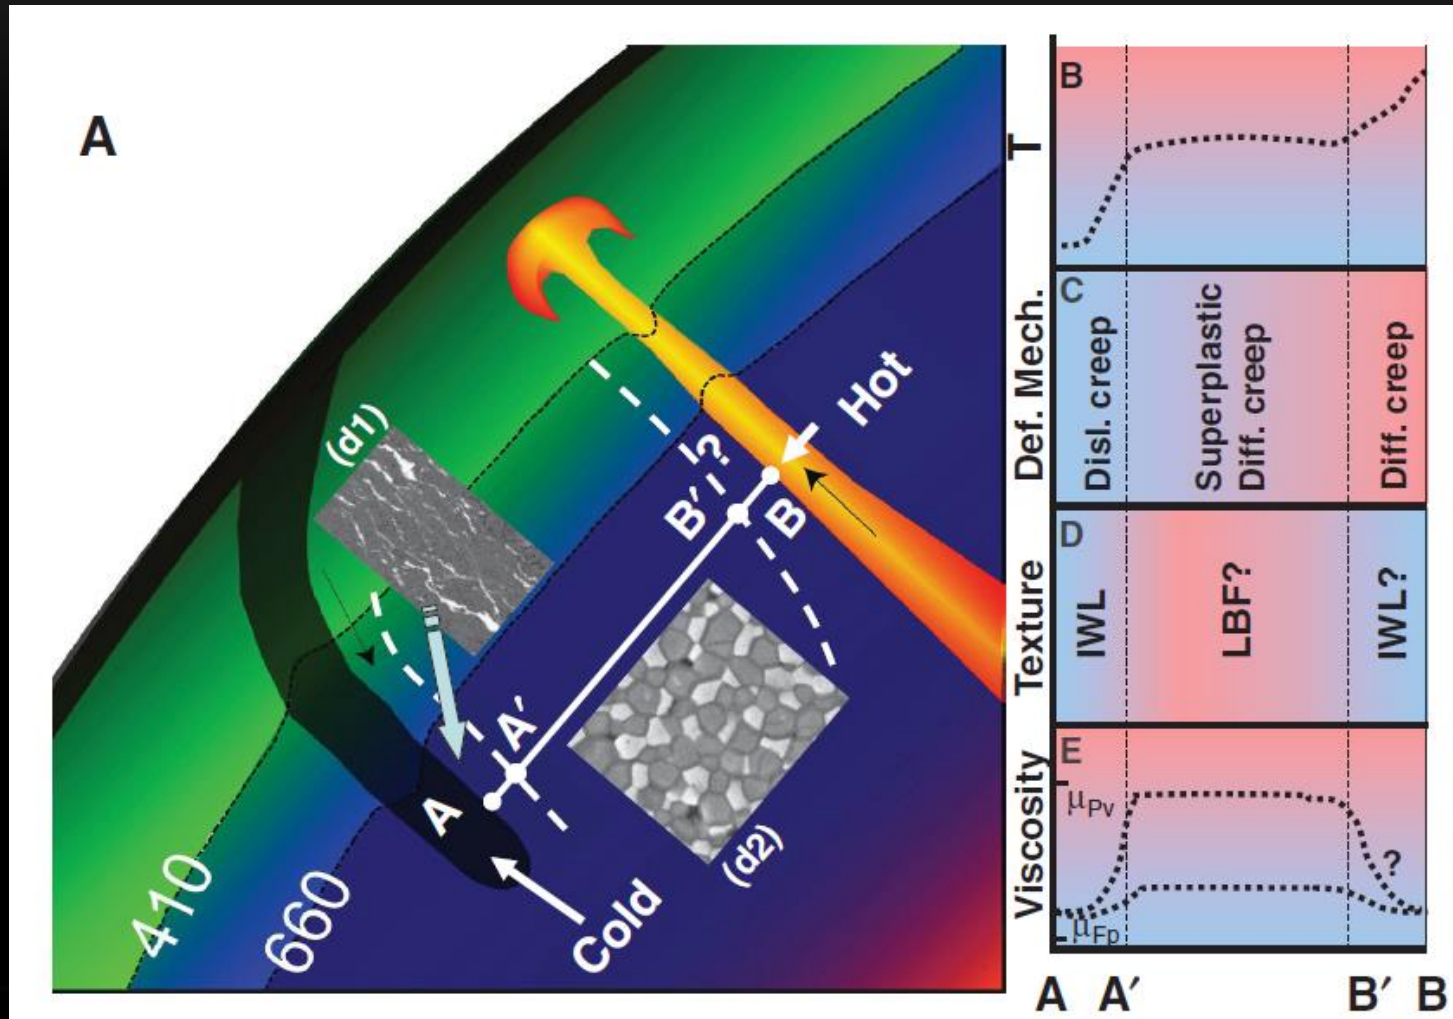 A
(d1)
410
660
A
A′
B′
?
B
Hot
Cold
(d2)
B
T
C
Def. Mech.
Disl. creep
Superplastic
Diff. creep
Diff. creep
D
Texture
IWL
LBF?
IWL?
E
Viscosity
μPv
?
μFp
A A′ B′ B